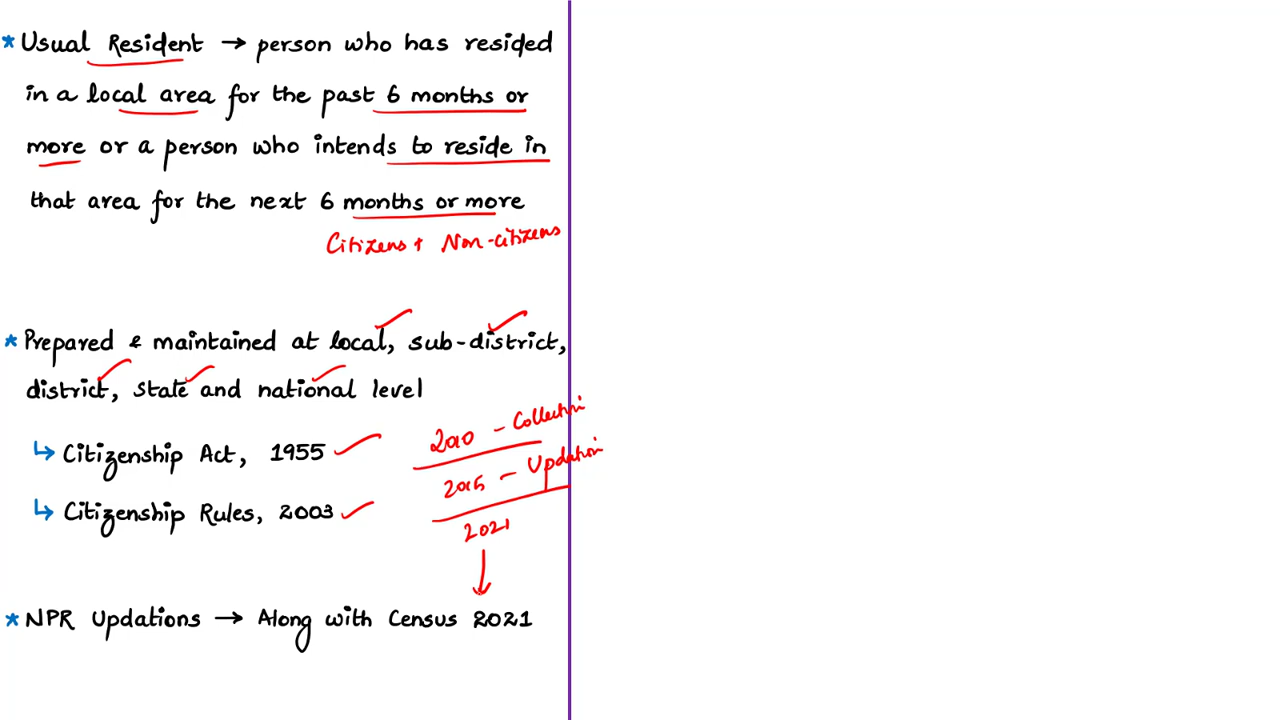 * Usual Resident → person who has resided
in a local area for the past 6 months or
more or a person who intends to reside in
that area for the next 6 months or more
Citizens + Non-citizens
* Prepared & maintained at local, sub-district,
district, state and national level
↳ Citizenship Act, 1955
2010 - Collection
2015 - Updation
↳ Citizenship Rules, 2003
2021
* NPR Updations → Along with Census 2021